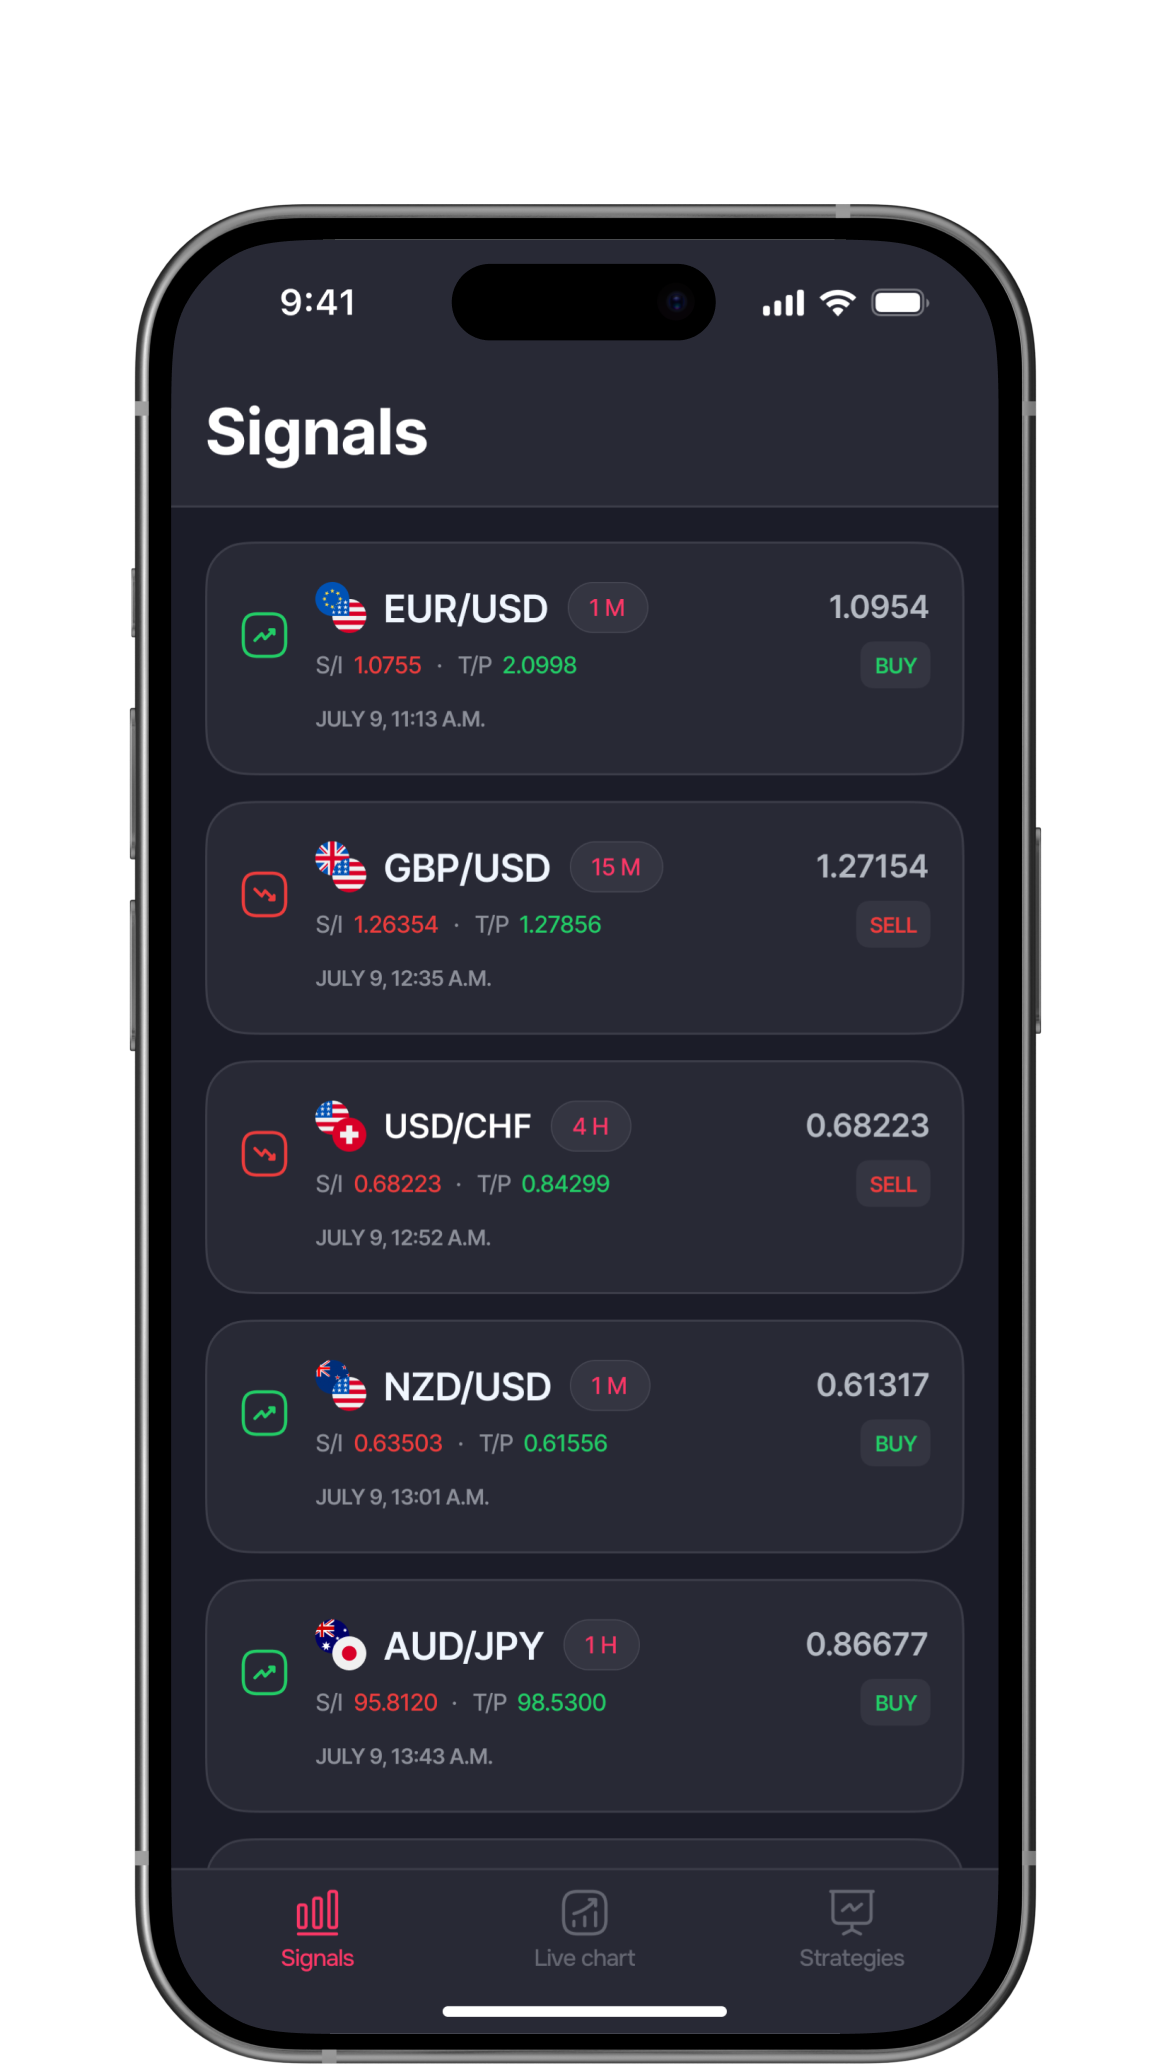 9:41
Signals
EUR/USD 1 M 1.0954
S/I 1.0755 · T/P 2.0998 BUY
JULY 9, 11:13 A.M.
GBP/USD 15 M 1.27154
S/I 1.26354 · T/P 1.27856 SELL
JULY 9, 12:35 A.M.
USD/CHF 4 H 0.68223
S/I 0.68223 · T/P 0.84299 SELL
JULY 9, 12:52 A.M.
NZD/USD 1 M 0.61317
S/I 0.63503 · T/P 0.61556 BUY
JULY 9, 13:01 A.M.
AUD/JPY 1 H 0.86677
S/I 95.8120 · T/P 98.5300 BUY
JULY 9, 13:43 A.M.
Signals Live chart Strategies